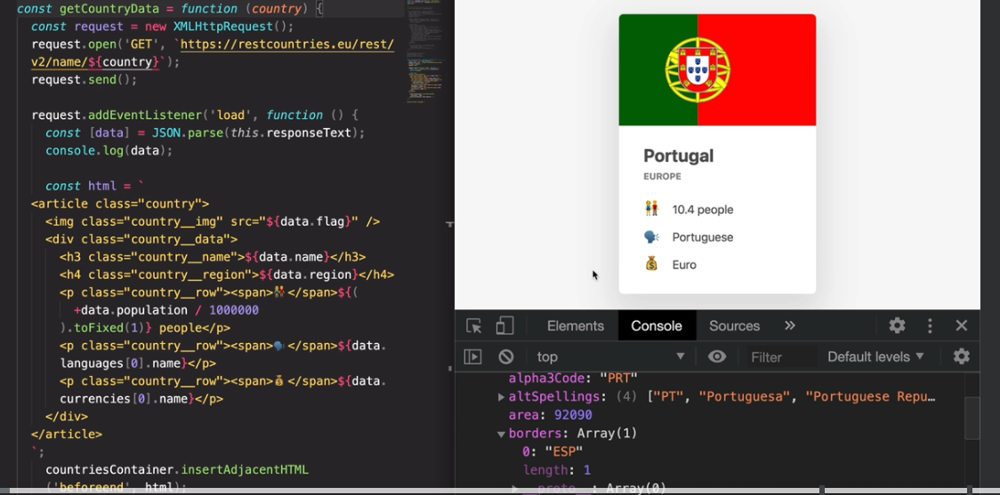 const getCountryData = function (country) {
const request = new XMLHttpRequest();
request.open('GET', `https://restcountries.eu/rest/
v2/name/${country}`);
request.send();
request.addEventListener('load', function () {
const [data] = JSON.parse(this.responseText);
console.log(data);
const html = `
<article class="country">
<img class="country__img" src="${data.flag}" />
<div class="country__data">
<h3 class="country__name">${data.name}</h3>
<h4 class="country__region">${data.region}</h4>
<p class="country__row"><span>👫</span>${(
+data.population / 1000000
).toFixed(1)} people</p>
<p class="country__row"><span>🗣️</span>${data.
languages[0].name}</p>
<p class="country__row"><span>💰</span>${data.
currencies[0].name}</p>
</div>
</article>
`;
countriesContainer.insertAdjacentHTML
('beforeend', html);
Portugal
EUROPE
👫 10.4 people
🗣️ Portuguese
💰 Euro
Elements Console Sources »
top Filter Default levels ▼
alpha3Code: "PRT"
altSpellings: (4) ["PT", "Portuguesa", "Portuguese Repu…
area: 92090
borders: Array(1)
0: "ESP"
length: 1
__proto__: Array(0)